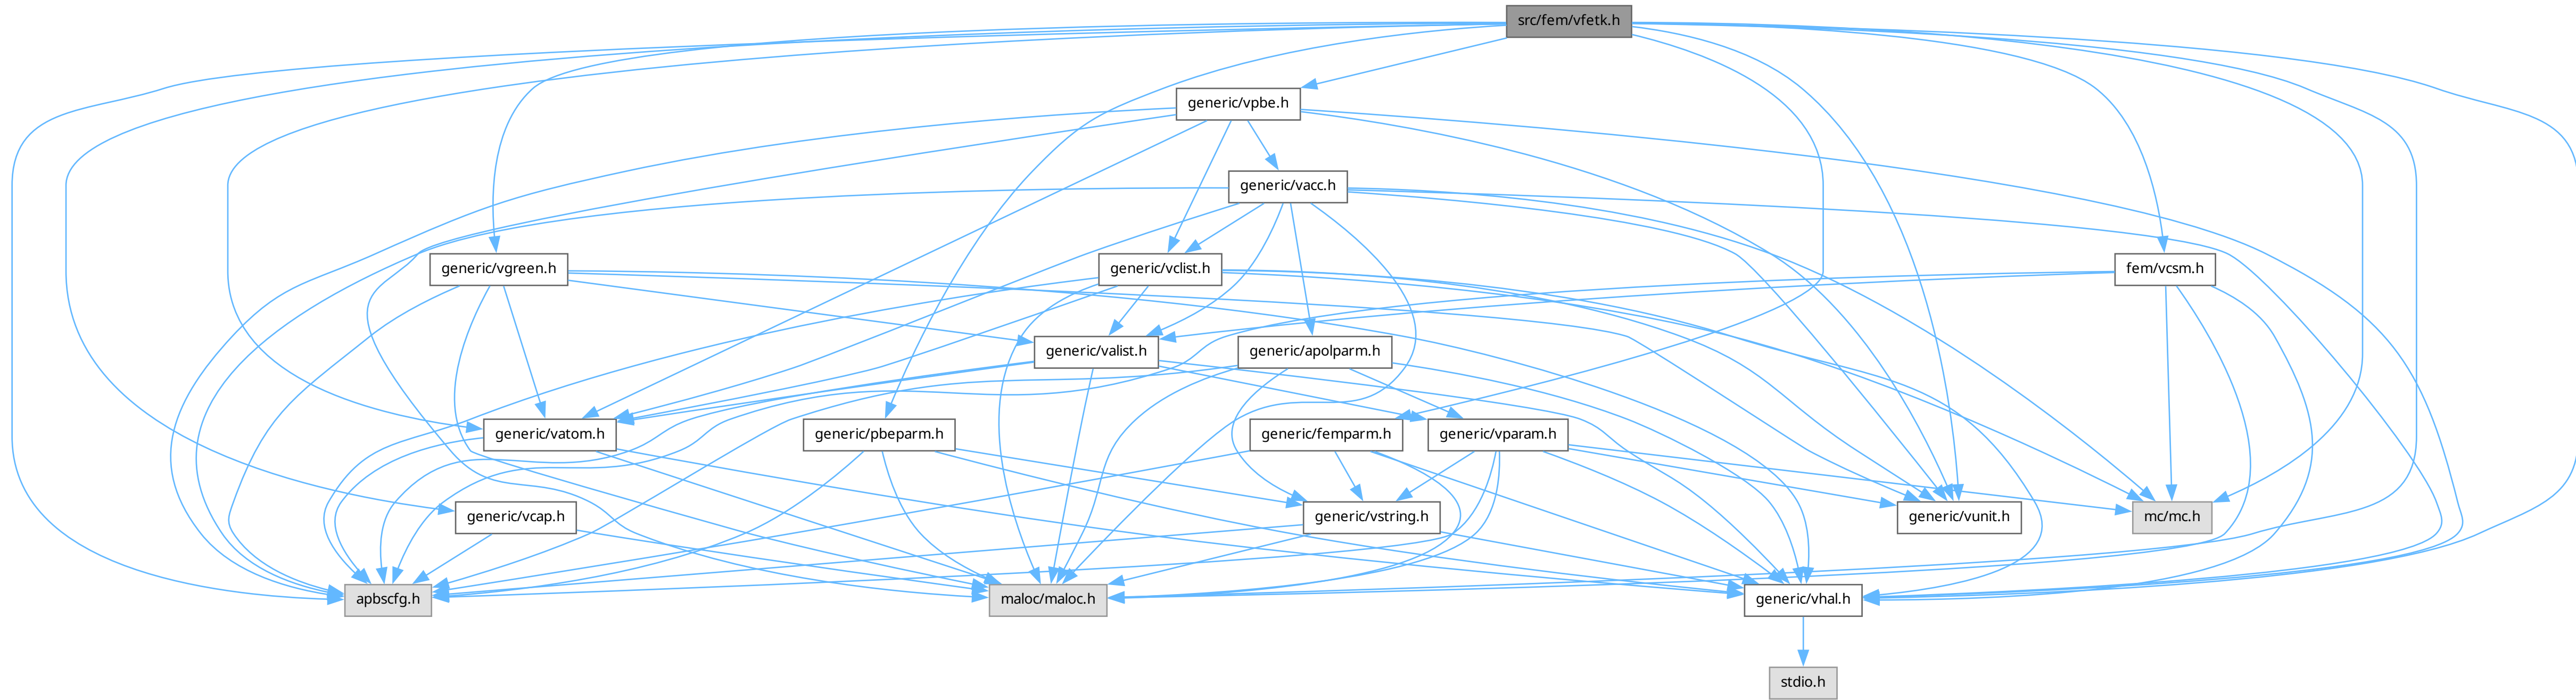 src/fem/vfetk.h
generic/vpbe.h
generic/vacc.h
generic/vgreen.h
generic/vclist.h
fem/vcsm.h
generic/valist.h
generic/apolparm.h
generic/vatom.h
generic/pbeparm.h
generic/femparm.h
generic/vparam.h
generic/vcap.h
generic/vstring.h
generic/vunit.h
mc/mc.h
apbscfg.h
maloc/maloc.h
generic/vhal.h
stdio.h